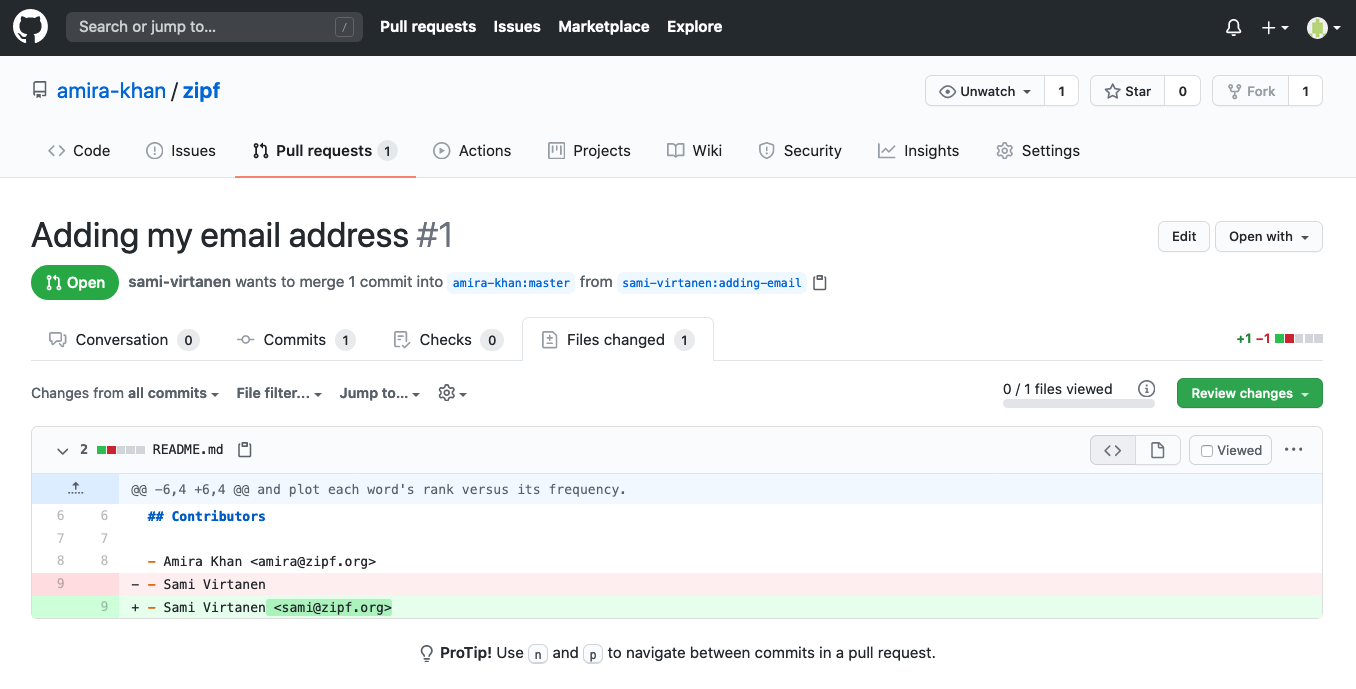 Search or jump to... / Pull requests Issues Marketplace Explore
amira-khan / zipf Unwatch 1 Star 0 Fork 1
Code Issues Pull requests 1 Actions Projects Wiki Security Insights Settings
Adding my email address #1 Edit Open with
Open sami-virtanen wants to merge 1 commit into amira-khan:master from sami-virtanen:adding-email
Conversation 0 Commits 1 Checks 0 Files changed 1 +1 −1
Changes from all commits File filter... Jump to... 0 / 1 files viewed Review changes
2 README.md <> Viewed ...
@@ -6,4 +6,4 @@ and plot each word's rank versus its frequency.
6 6 ## Contributors
7 7
8 8 - Amira Khan <amira@zipf.org>
9 - - Sami Virtanen
9 + - Sami Virtanen <sami@zipf.org>
ProTip! Use n and p to navigate between commits in a pull request.